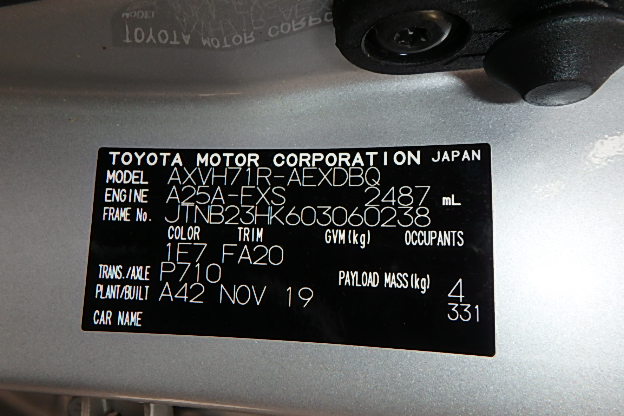 TOYOTA MOTOR CORPORATION JAPAN
MODEL AXVH71R-AEXDBQ
ENGINE A25A-FXS 2487 mL
FRAME No. JTNB23HK603060238
COLOR TRIM GVM(kg) OCCUPANTS
1E7 FA20
TRANS./AXLE P710 PAYLOAD MASS(kg) 4
PLANT/BUILT A42 NOV 19 331
CAR NAME